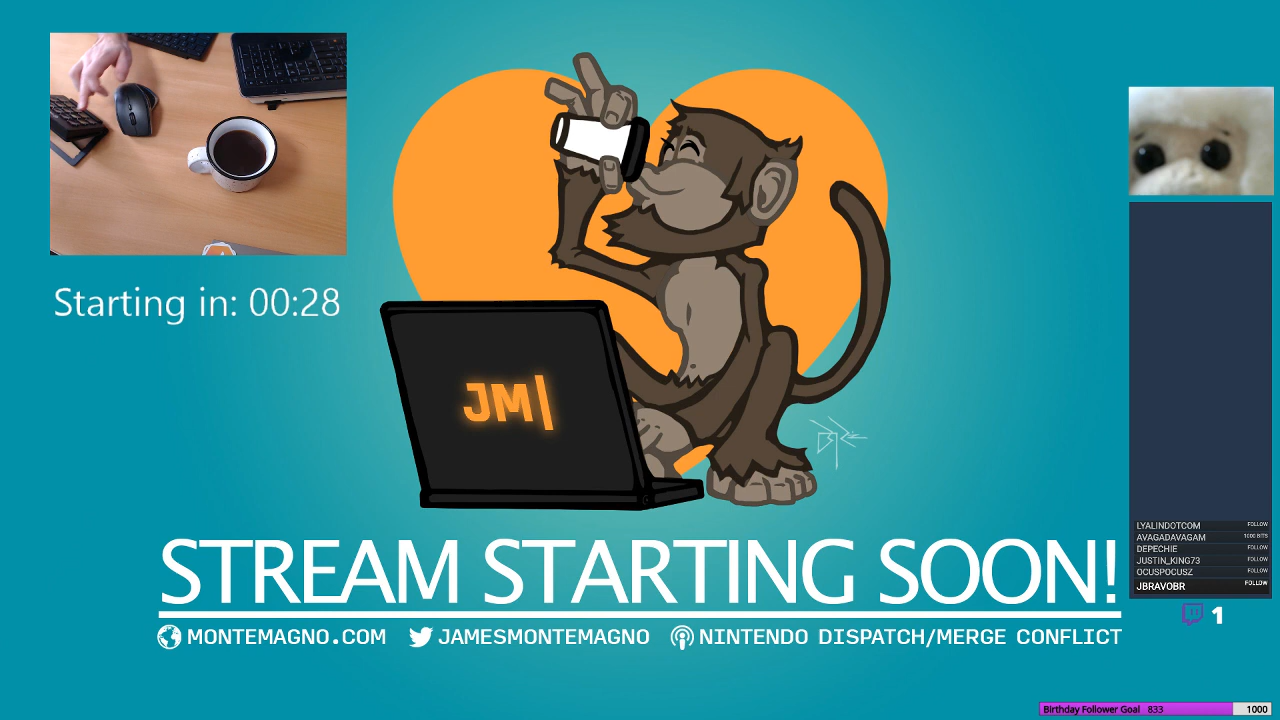 Starting in: 00:28
JM|
STREAM STARTING SOON!
MONTEMAGNO.COM JAMESMONTEMAGNO NINTENDO DISPATCH/MERGE CONFLICT
LYALINDOTCOM FOLLOW
AVAGADAVAGAM 1000 BITS
DEPECHIE FOLLOW
JUSTIN_KING73 FOLLOW
OCUSPOCUSZ FOLLOW
JBRAVOBR FOLLOW
1
Birthday Follower Goal 833 1000